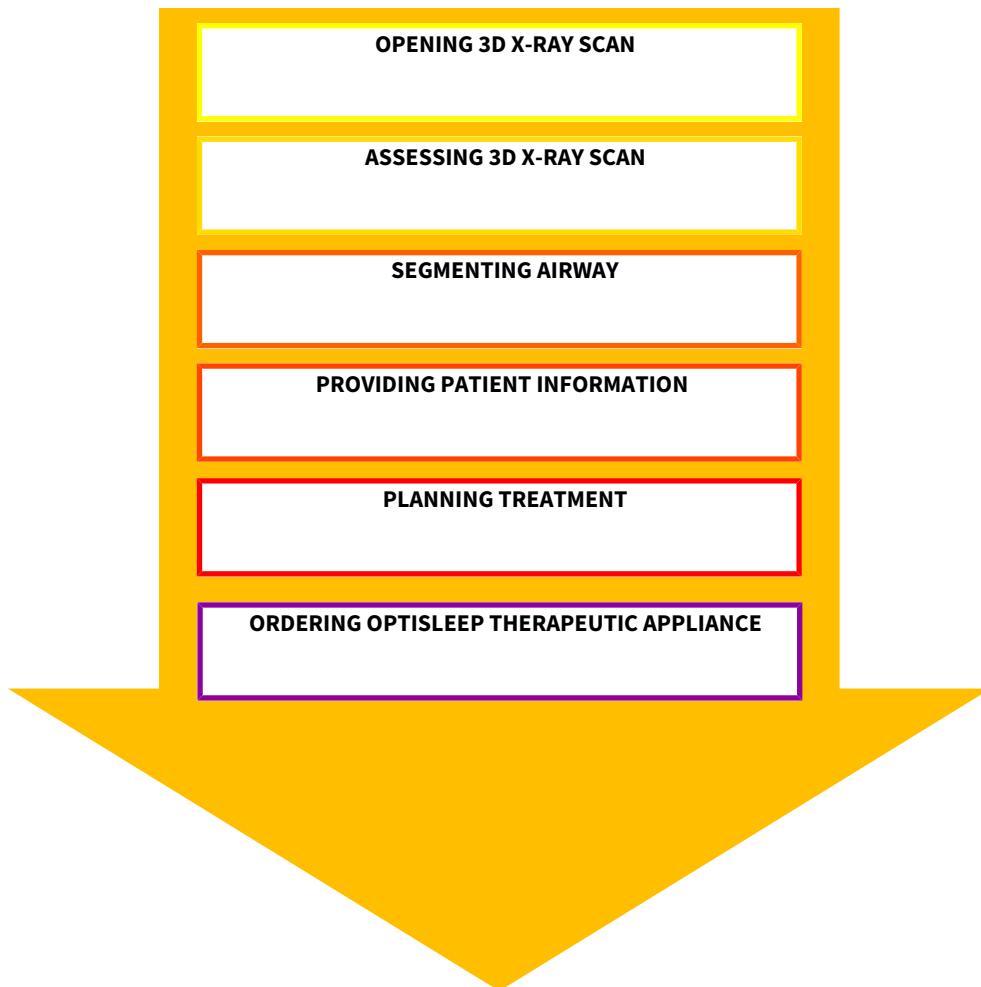 OPENING 3D X-RAY SCAN
ASSESSING 3D X-RAY SCAN
SEGMENTING AIRWAY
PROVIDING PATIENT INFORMATION
PLANNING TREATMENT
ORDERING OPTISLEEP THERAPEUTIC APPLIANCE